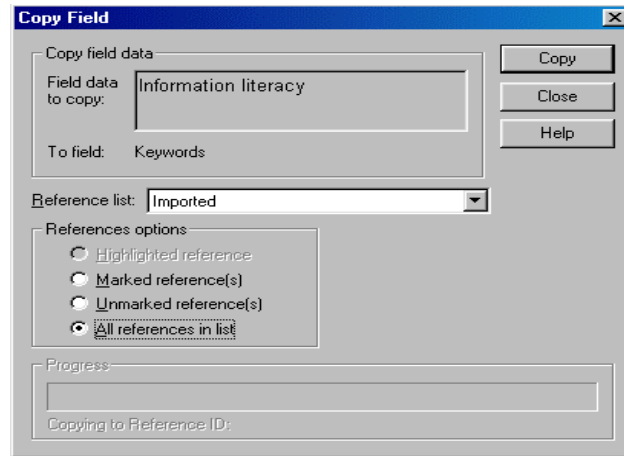 Copy Field
Copy field data
Field data to copy:
Information literacy
To field: Keywords
Copy
Close
Help
Reference list: Imported
References options
Highlighted reference
Marked reference(s)
Unmarked reference(s)
All references in list
Progress
Copying to Reference ID: